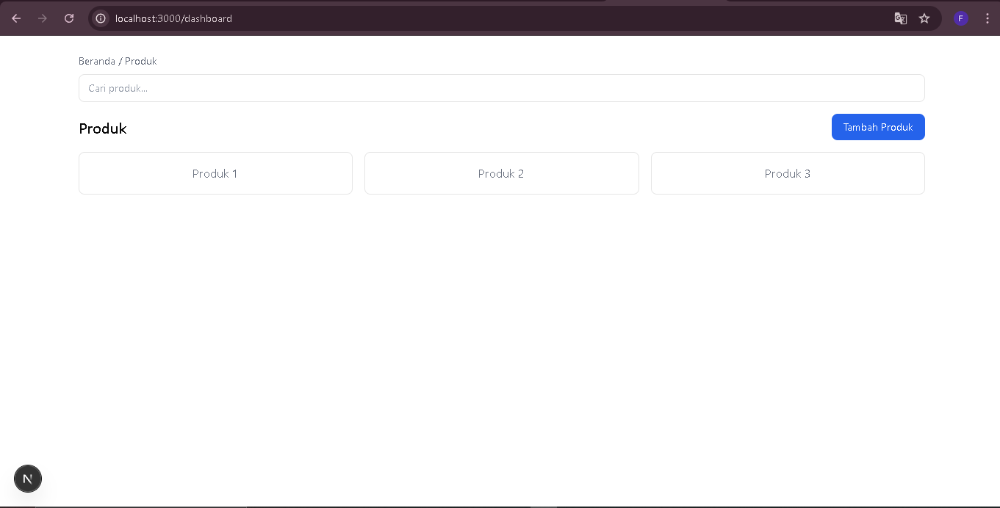 localhost:3000/dashboard
F
Beranda / Produk
Cari produk...
Produk
Tambah Produk
Produk 1
Produk 2
Produk 3
N